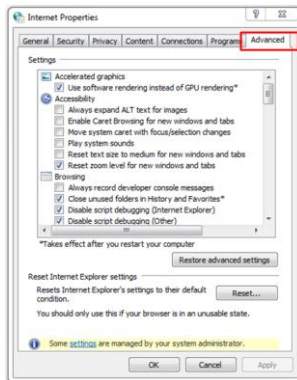 Internet Properties
General Security Privacy Content Connections Programs Advanced
Settings
Accelerated graphics
Use software rendering instead of GPU rendering*
Accessibility
Always expand ALT text for images
Enable Caret Browsing for new windows and tabs
Move system caret with focus/selection changes
Play system sounds
Reset text size to medium for new windows and tabs
Reset zoom level for new windows and tabs
Browsing
Always record developer console messages
Close unused folders in History and Favorites*
Disable script debugging (Internet Explorer)
Disable script debugging (Other)
*Takes effect after you restart your computer
Restore advanced settings
Reset Internet Explorer settings
Resets Internet Explorer's settings to their default
condition.
Reset...
You should only use this if your browser is in an unusable state.
Some settings are managed by your system administrator.
OK Cancel Apply